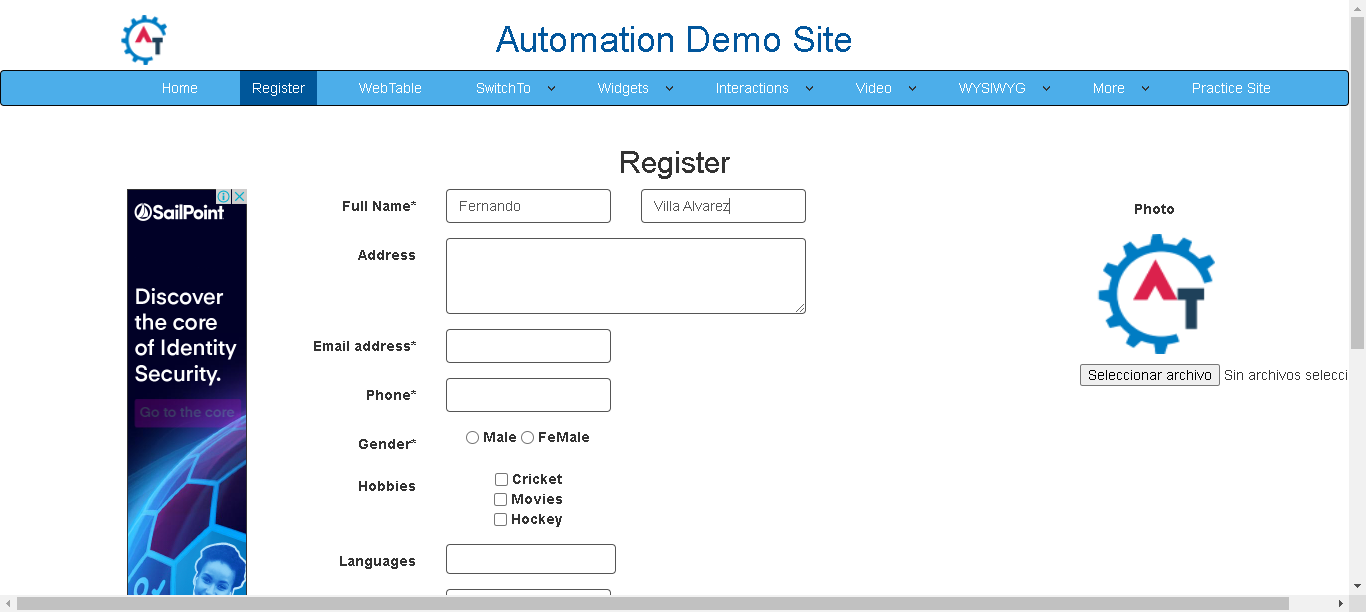 Automation Demo Site
Home Register WebTable SwitchTo Widgets Interactions Video WYSIWYG More Practice Site
Register
SailPoint
Discover
the core
of Identity
Security.
Go to the core
Full Name* Fernando Villa Alvarez
Address
Email address*
Phone*
Gender* Male FeMale
Hobbies Cricket
Movies
Hockey
Languages
Photo
AT
Seleccionar archivo Sin archivos selecci